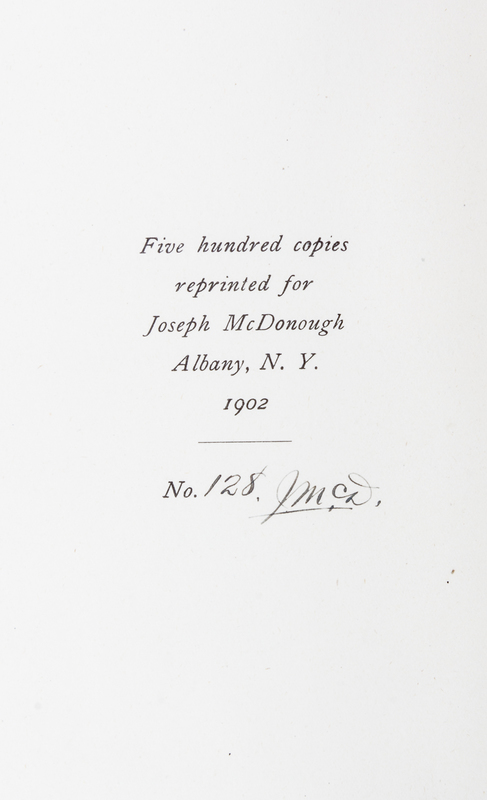 Five hundred copies
reprinted for
Joseph McDonough
Albany, N. Y.
1902
No. 128. JMcD.